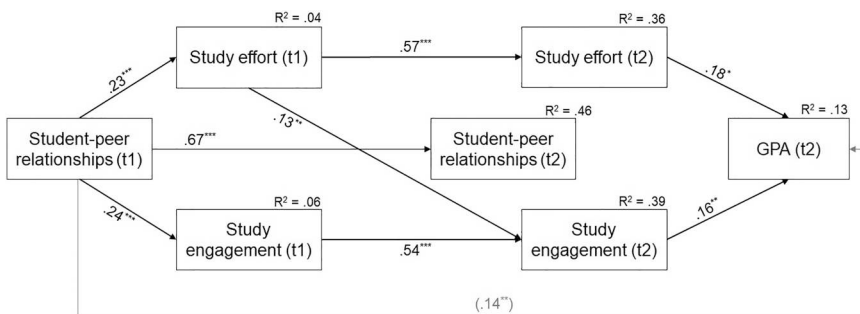 R² = .04
R² = .36
Study effort (t1)
.57***
Study effort (t2)
.23***
.18*
.13**
R² = .46
R² = .13
Student-peer
relationships (t1)
.67***
Student-peer
relationships (t2)
GPA (t2)
.24***
R² = .06
R² = .39
.16**
Study
engagement (t1)
.54***
Study
engagement (t2)
(.14**)